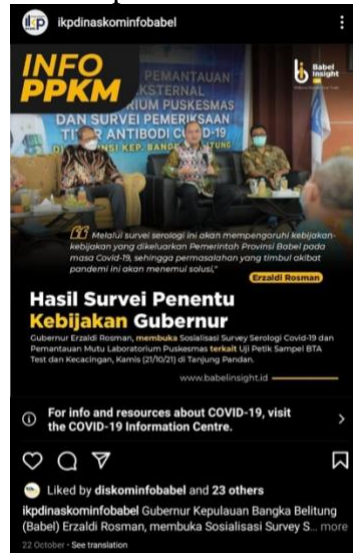 ikpdinaskominfobabel
INFO
PPKM
Babel
Insight
PEMANTAUAN
EKSTERNAL
PUSKESMAS
DAN SURVEI PEMERIKSAAN
ANTIBODI
Melalui survei serologi ini akan mempengaruhi kebijakan-
kebijakan yang dikeluarkan Pemerintah Provinsi Babel pada
masa Covid-19, sehingga permasalahan yang timbul akibat
pandemi ini akan menemui solusi,"
Erzaldi Rosman
Hasil Survei Penentu
Kebijakan Gubernur
Gubernur Erzaldi Rosman, membuka Sosialisasi Survey Serologi Covid-19 dan
Pemantauan Mutu Laboratorium Puskesmas terkait Uji Petik Sampel BTA
Test dan Kecacingan, Kamis (21/10/21) di Tanjung Pandan.
www.babelinsight.id
For info and resources about COVID-19, visit
the COVID-19 Information Centre.
Liked by diskominfobabel and 23 others
ikpdinaskominfobabel Gubernur Kepulauan Bangka Belitung
(Babel) Erzaldi Rosman, membuka Sosialisasi Survey S... more
22 October · See translation